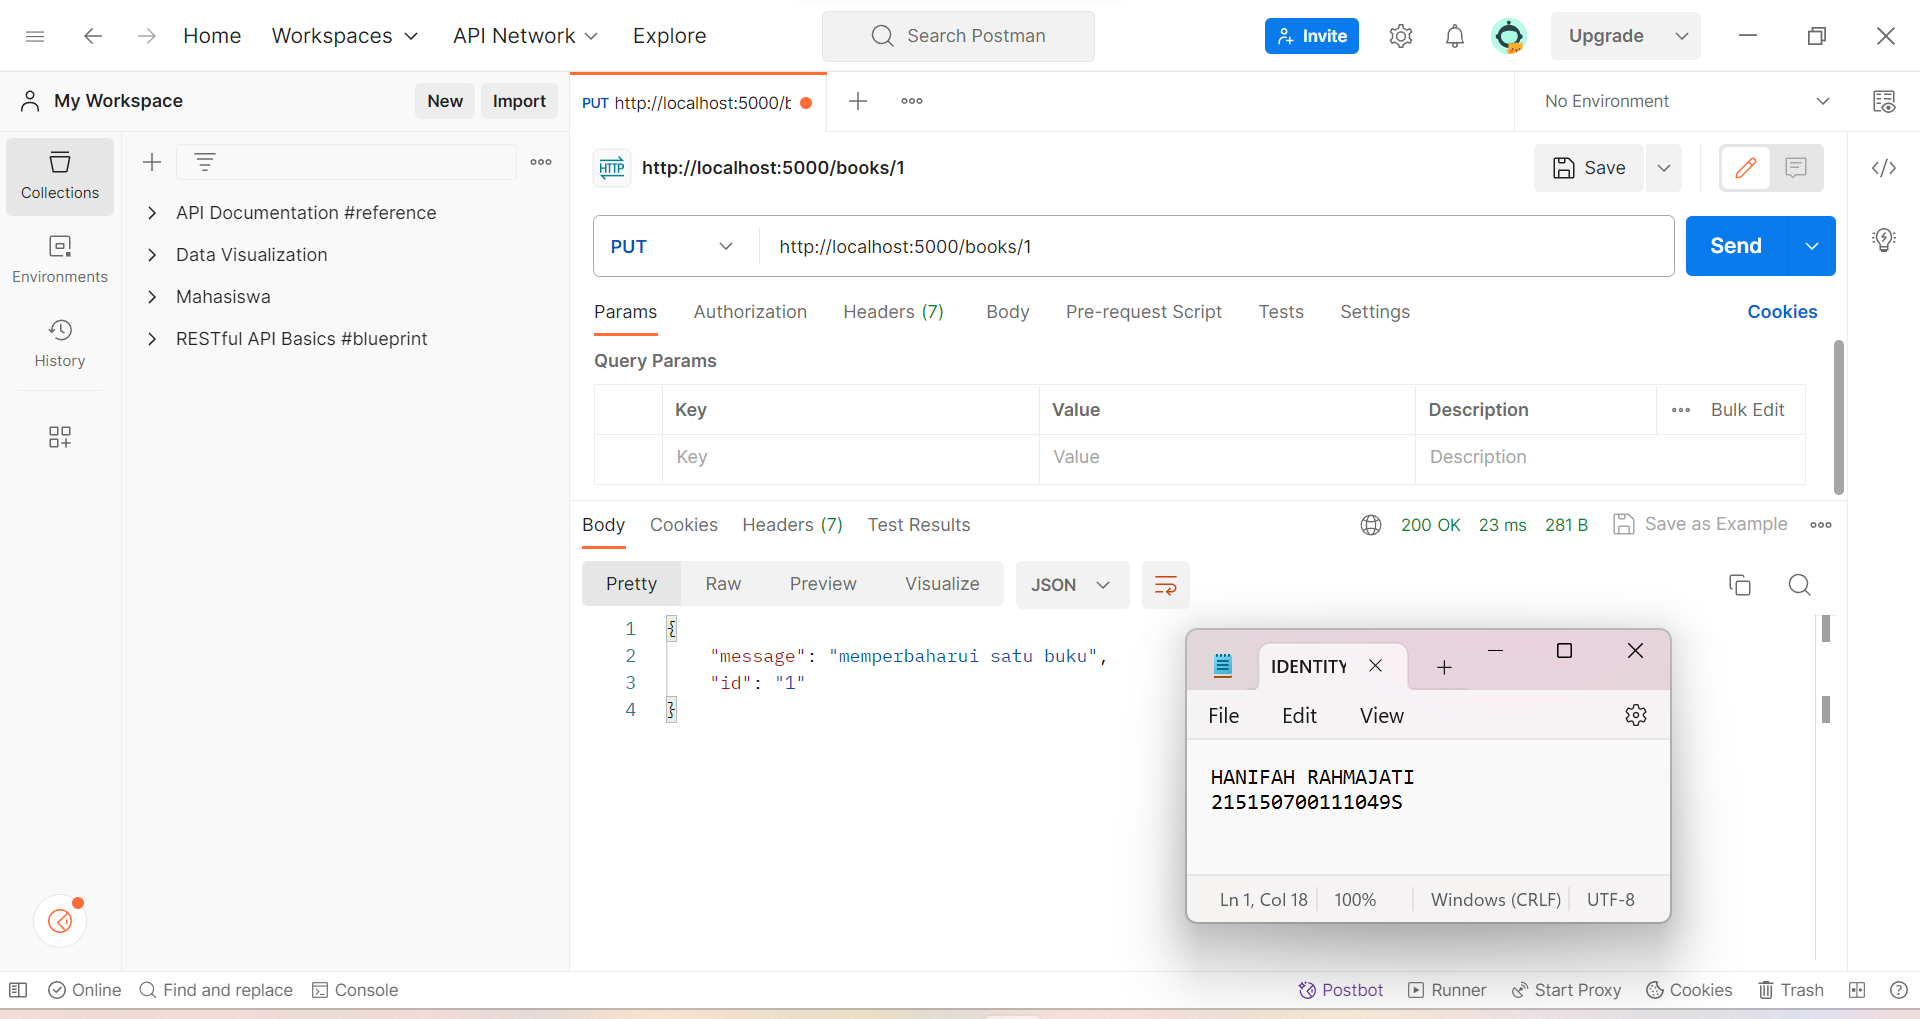 Home Workspaces API Network Explore Search Postman Invite Upgrade
My Workspace New Import PUT http://localhost:5000/b No Environment
Collections
Environments
History
API Documentation #reference
Data Visualization
Mahasiswa
RESTful API Basics #blueprint
HTTP http://localhost:5000/books/1 Save
PUT http://localhost:5000/books/1 Send
Params Authorization Headers (7) Body Pre-request Script Tests Settings Cookies
Query Params
Key Value Description Bulk Edit
Key Value Description
Body Cookies Headers (7) Test Results 200 OK 23 ms 281 B Save as Example
Pretty Raw Preview Visualize JSON
1 {
2 "message": "memperbaharui satu buku",
3 "id": "1"
4 }
IDENTITY
File Edit View
HANIFAH RAHMAJATI
215150700111049S
Ln 1, Col 18 100% Windows (CRLF) UTF-8
Online Find and replace Console Postbot Runner Start Proxy Cookies Trash